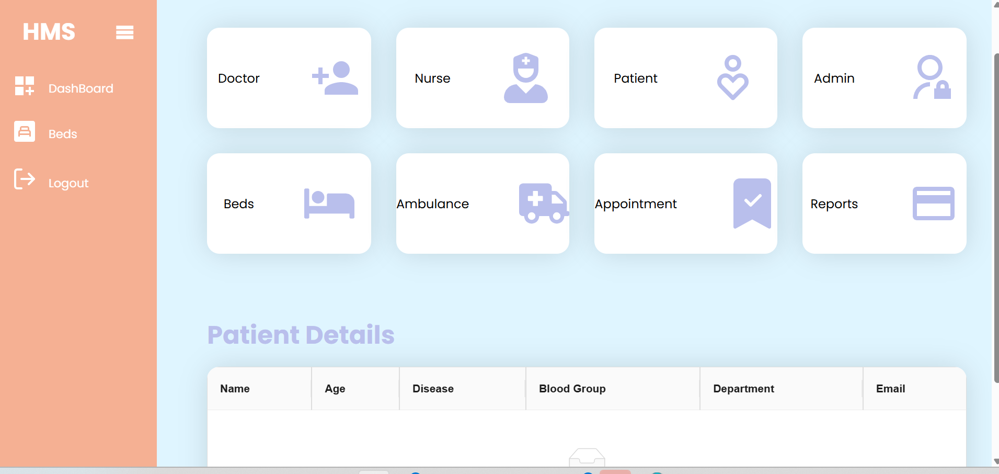 HMS
DashBoard
Beds
Logout
Doctor
Nurse
Patient
Admin
Beds
Ambulance
Appointment
Reports
Patient Details
Name
Age
Disease
Blood Group
Department
Email